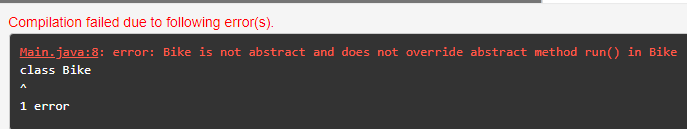 Compilation failed due to following error(s).
Main.java:8: error: Bike is not abstract and does not override abstract method run() in Bike
class Bike
^
1 error